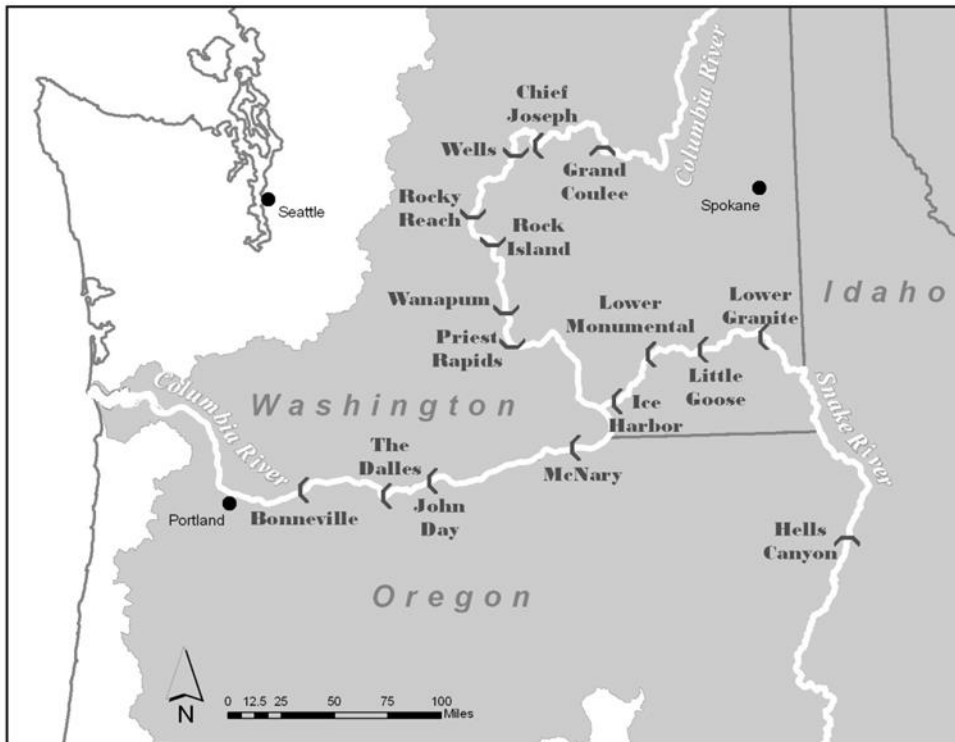 Chief
Joseph
Columbia River
Wells
Grand
Coulee
Spokane
Seattle
Rocky
Reach
Rock
Island
Idaho
Wanapum
Lower
Monumental
Lower
Granite
Priest
Rapids
Little
Goose
Snake River
Columbia River
Washington
Ice
Harbor
The
Dalles
McNary
Portland
Bonneville
John
Day
Hells
Canyon
Oregon
N
0 12.5 25 50 75 100
Miles